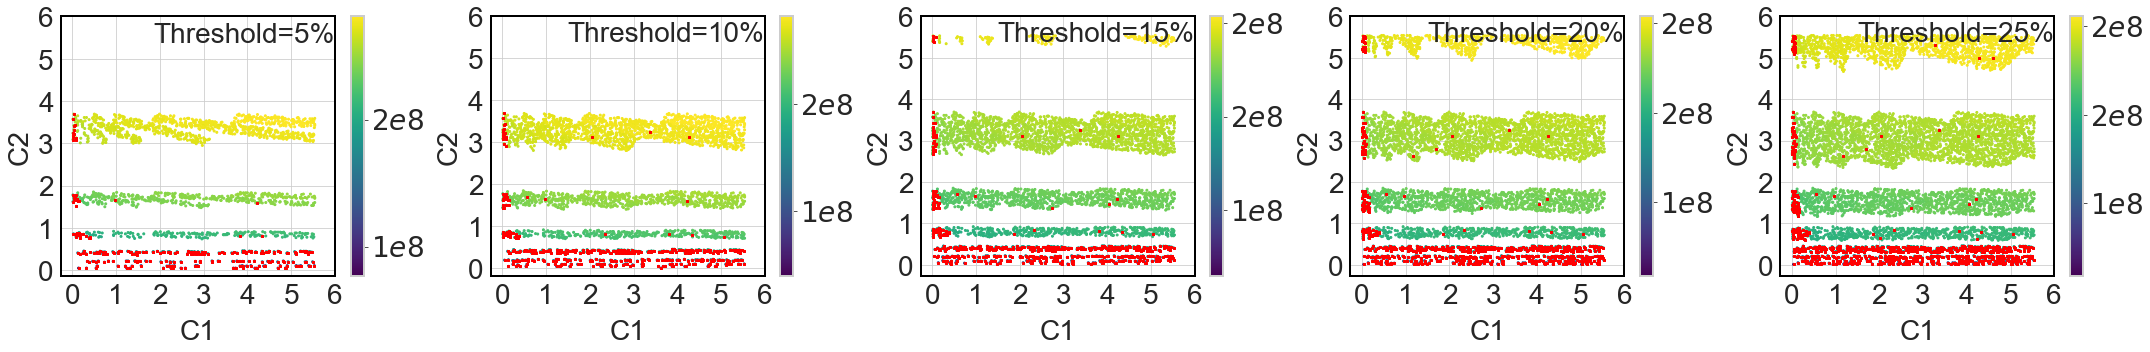 Threshold=5%
6
5
4
3
2
1
0
C2
0 1 2 3 4 5 6
C1
2e8
1e8
Threshold=10%
6
5
4
3
2
1
0
C2
0 1 2 3 4 5 6
C1
2e8
1e8
Threshold=15%
6
5
4
3
2
1
0
C2
0 1 2 3 4 5 6
C1
2e8
2e8
1e8
Threshold=20%
6
5
4
3
2
1
0
C2
0 1 2 3 4 5 6
C1
2e8
2e8
1e8
Threshold=25%
6
5
4
3
2
1
0
C2
0 1 2 3 4 5 6
C1
2e8
2e8
1e8